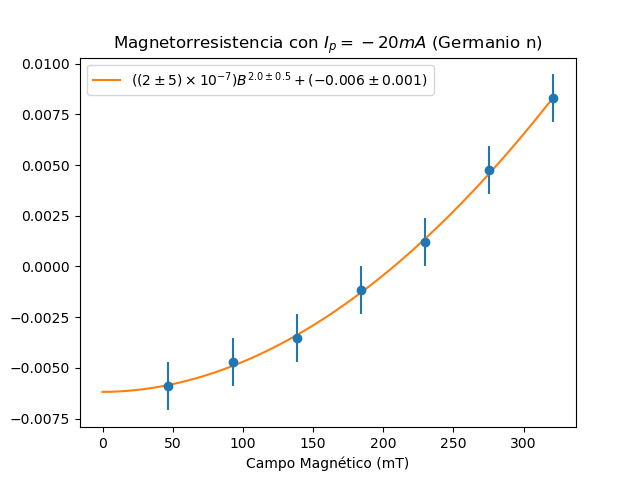 Magnetorresistencia con $I_p = -20mA$ (Germanio n)
$((2 \pm 5) \times 10^{-7})B^{2.0 \pm 0.5} + (-0.006 \pm 0.001)$
0.0100
0.0075
0.0050
0.0025
0.0000
−0.0025
−0.0050
−0.0075
0 50 100 150 200 250 300
Campo Magnético (mT)